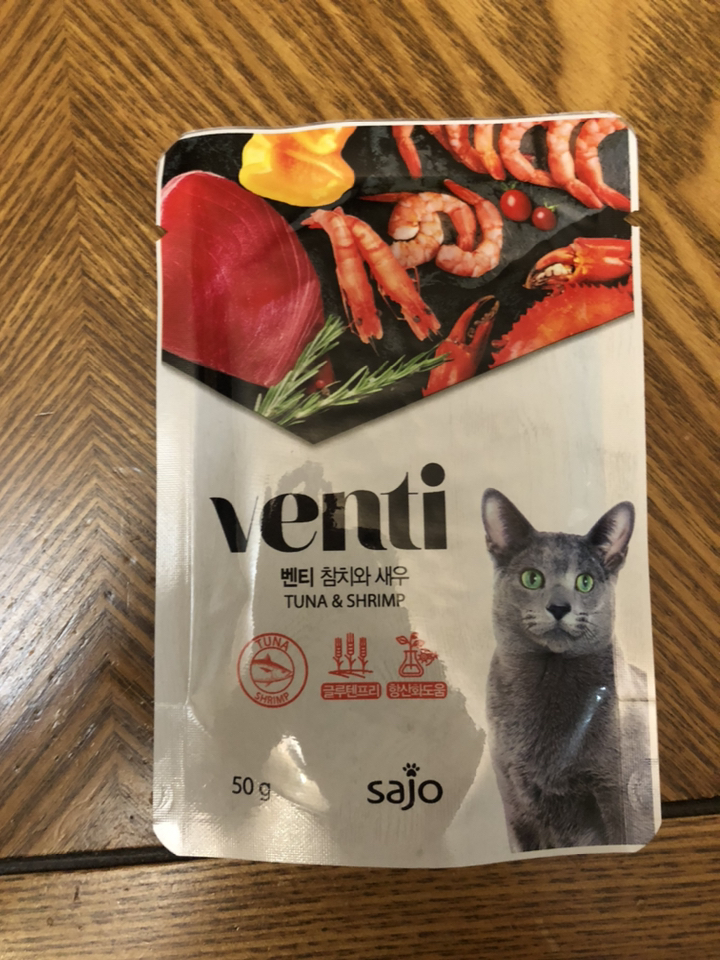 venti
벤티 참치와 새우
TUNA & SHRIMP
TUNA
SHRIMP
글루텐프리
항산화도움
50 g
sajo